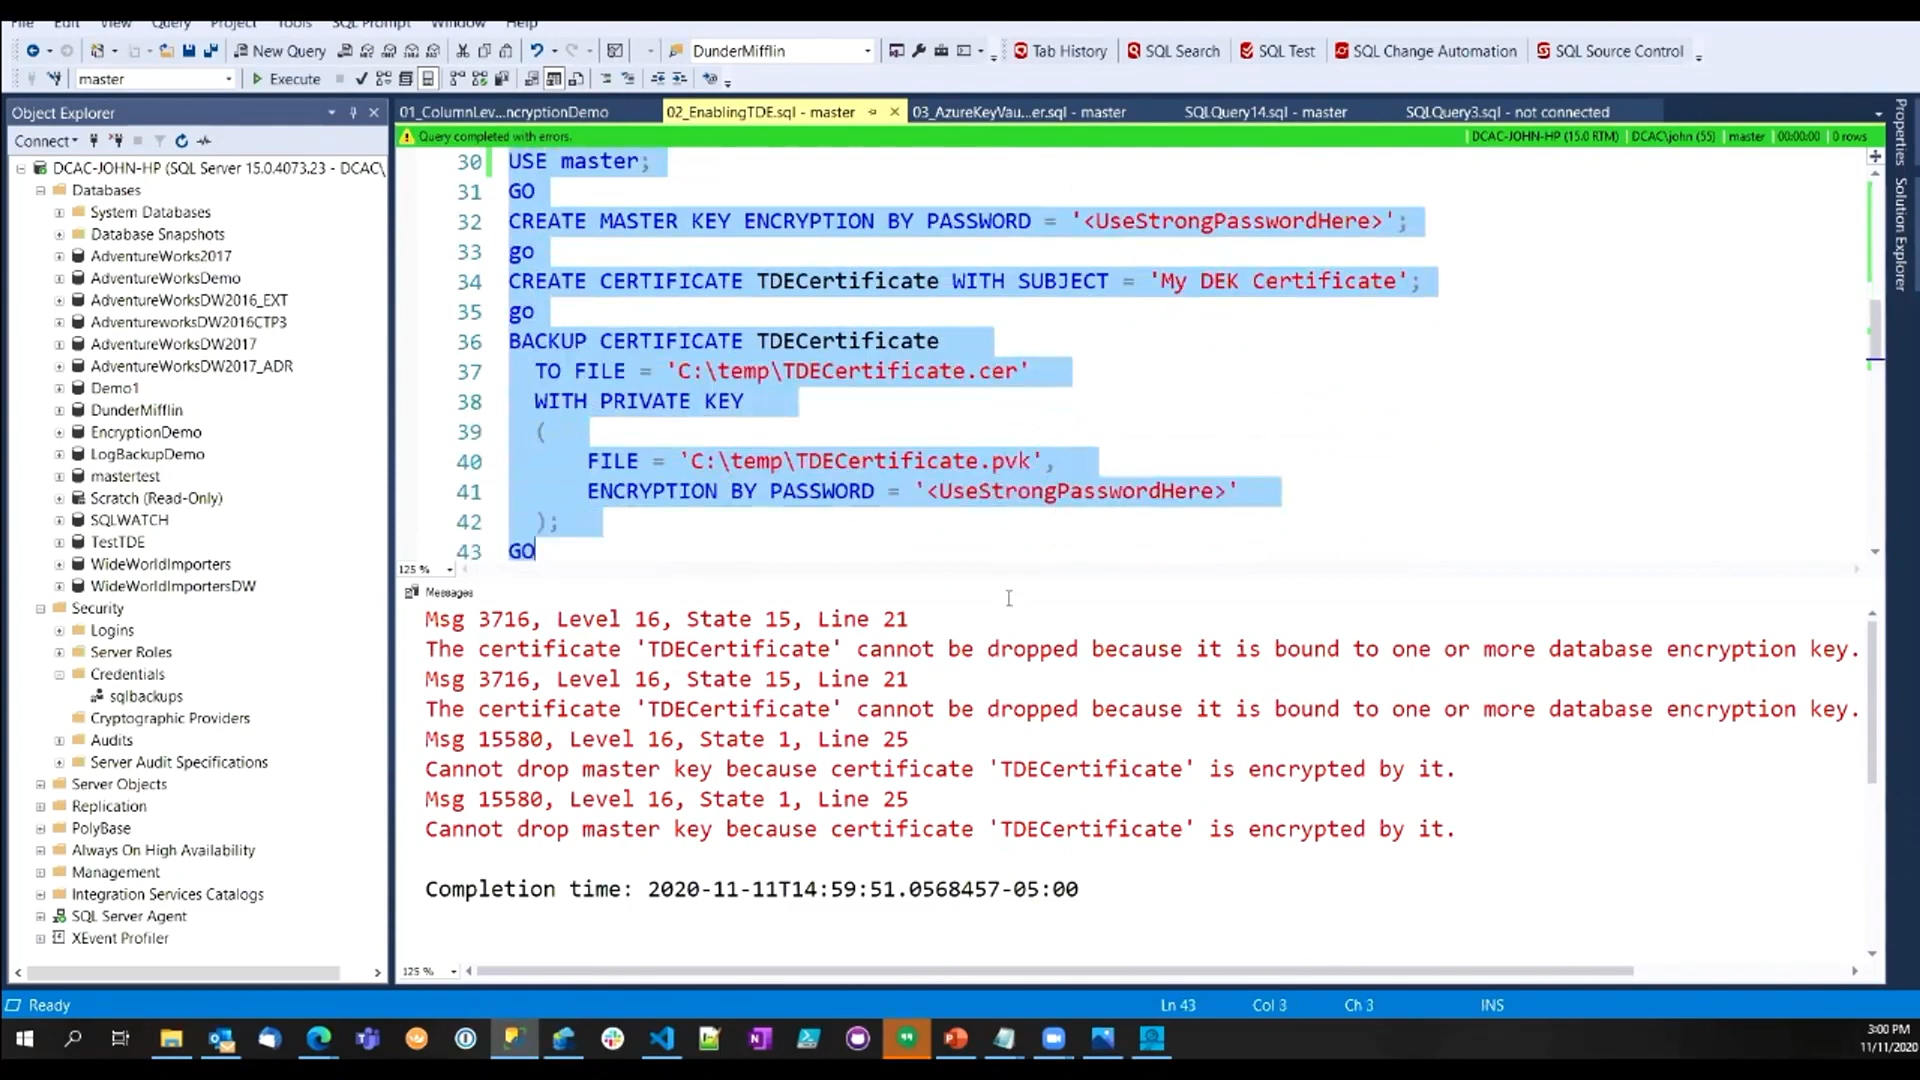 File Edit View Query Project Tools SQL Prompt Window Help
New Query DunderMifflin Tab History SQL Search SQL Test SQL Change Automation SQL Source Control
master Execute
Object Explorer
01_ColumnLev...ncryptionDemo 02_EnablingTDE.sql - master 03_AzureKeyVau...er.sql - master SQLQuery14.sql - master SQLQuery3.sql - not connected
Connect
Query completed with errors. DCAC-JOHN-HP (15.0 RTM) DCAC\john (55) master 00:00:00 0 rows
Properties
Solution Explorer
DCAC-JOHN-HP (SQL Server 15.0.4073.23 - DCAC\
Databases
System Databases
Database Snapshots
AdventureWorks2017
AdventureWorksDemo
AdventureWorksDW2016_EXT
AdventureworksDW2016CTP3
AdventureWorksDW2017
AdventureWorksDW2017_ADR
Demo1
DunderMifflin
EncryptionDemo
LogBackupDemo
mastertest
Scratch (Read-Only)
SQLWATCH
TestTDE
WideWorldImporters
WideWorldImportersDW
Security
Logins
Server Roles
Credentials
sqlbackups
Cryptographic Providers
Audits
Server Audit Specifications
Server Objects
Replication
PolyBase
Always On High Availability
Management
Integration Services Catalogs
SQL Server Agent
XEvent Profiler
30 USE master;
31 GO
32 CREATE MASTER KEY ENCRYPTION BY PASSWORD = '<UseStrongPasswordHere>';
33 go
34 CREATE CERTIFICATE TDECertificate WITH SUBJECT = 'My DEK Certificate';
35 go
36 BACKUP CERTIFICATE TDECertificate
37 TO FILE = 'C:\temp\TDECertificate.cer'
38 WITH PRIVATE KEY
39 (
40 FILE = 'C:\temp\TDECertificate.pvk',
41 ENCRYPTION BY PASSWORD = '<UseStrongPasswordHere>'
42 );
43 GO
125 %
Messages
Msg 3716, Level 16, State 15, Line 21
The certificate 'TDECertificate' cannot be dropped because it is bound to one or more database encryption key.
Msg 3716, Level 16, State 15, Line 21
The certificate 'TDECertificate' cannot be dropped because it is bound to one or more database encryption key.
Msg 15580, Level 16, State 1, Line 25
Cannot drop master key because certificate 'TDECertificate' is encrypted by it.
Msg 15580, Level 16, State 1, Line 25
Cannot drop master key because certificate 'TDECertificate' is encrypted by it.
Completion time: 2020-11-11T14:59:51.0568457-05:00
125 %
Ready Ln 43 Col 3 Ch 3 INS
3:00 PM
11/11/2020